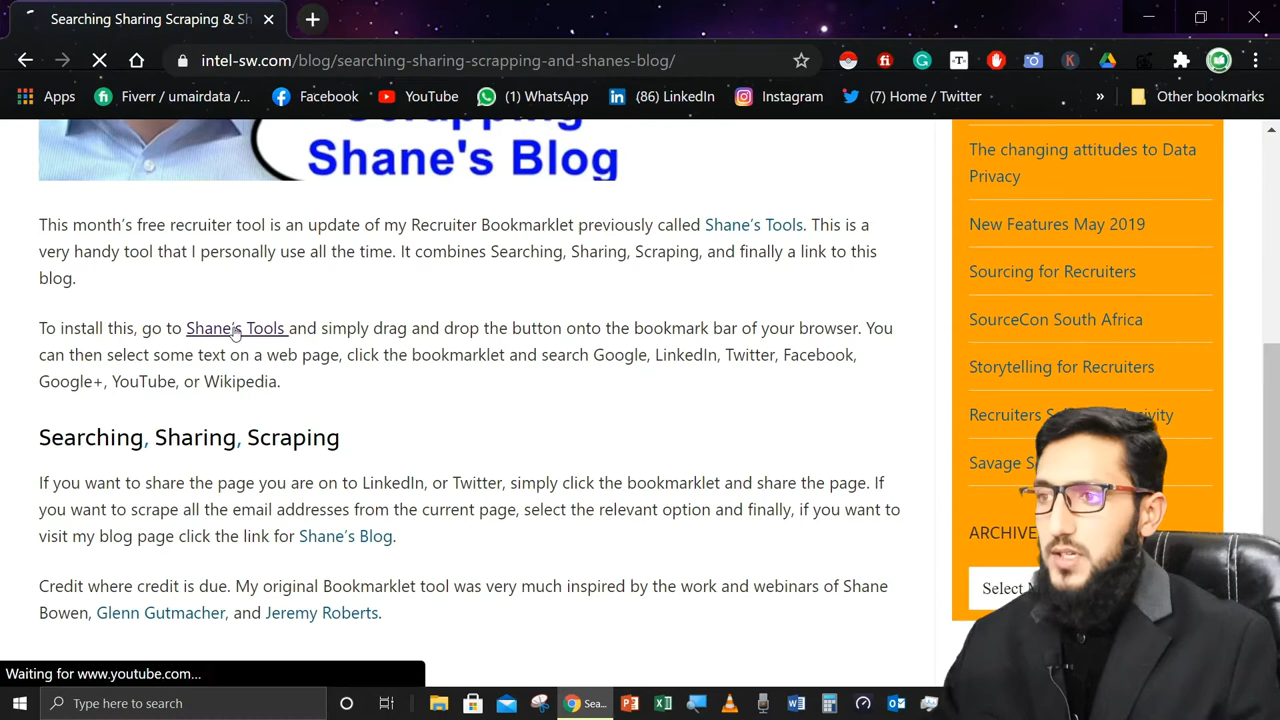 Searching Sharing Scraping & Sh
intel-sw.com/blog/searching-sharing-scrapping-and-shanes-blog/
Apps
Fiverr / umairdata /...
Facebook
YouTube
(1) WhatsApp
(86) LinkedIn
Instagram
(7) Home / Twitter
»
Other bookmarks
Scrapping
Shane's Blog
This month's free recruiter tool is an update of my Recruiter Bookmarklet previously called Shane's Tools. This is a
very handy tool that I personally use all the time. It combines Searching, Sharing, Scraping, and finally a link to this
blog.
To install this, go to Shane's Tools and simply drag and drop the button onto the bookmark bar of your browser. You
can then select some text on a web page, click the bookmarklet and search Google, LinkedIn, Twitter, Facebook,
Google+, YouTube, or Wikipedia.
Searching, Sharing, Scraping
If you want to share the page you are on to LinkedIn, or Twitter, simply click the bookmarklet and share the page. If
you want to scrape all the email addresses from the current page, select the relevant option and finally, if you want to
visit my blog page click the link for Shane's Blog.
Credit where credit is due. My original Bookmarklet tool was very much inspired by the work and webinars of Shane
Bowen, Glenn Gutmacher, and Jeremy Roberts.
The changing attitudes to Data
Privacy
New Features May 2019
Sourcing for Recruiters
SourceCon South Africa
Storytelling for Recruiters
Recruiters
Savage
ARCHIVE
Select
Waiting for www.youtube.com...
Type here to search
Sea...